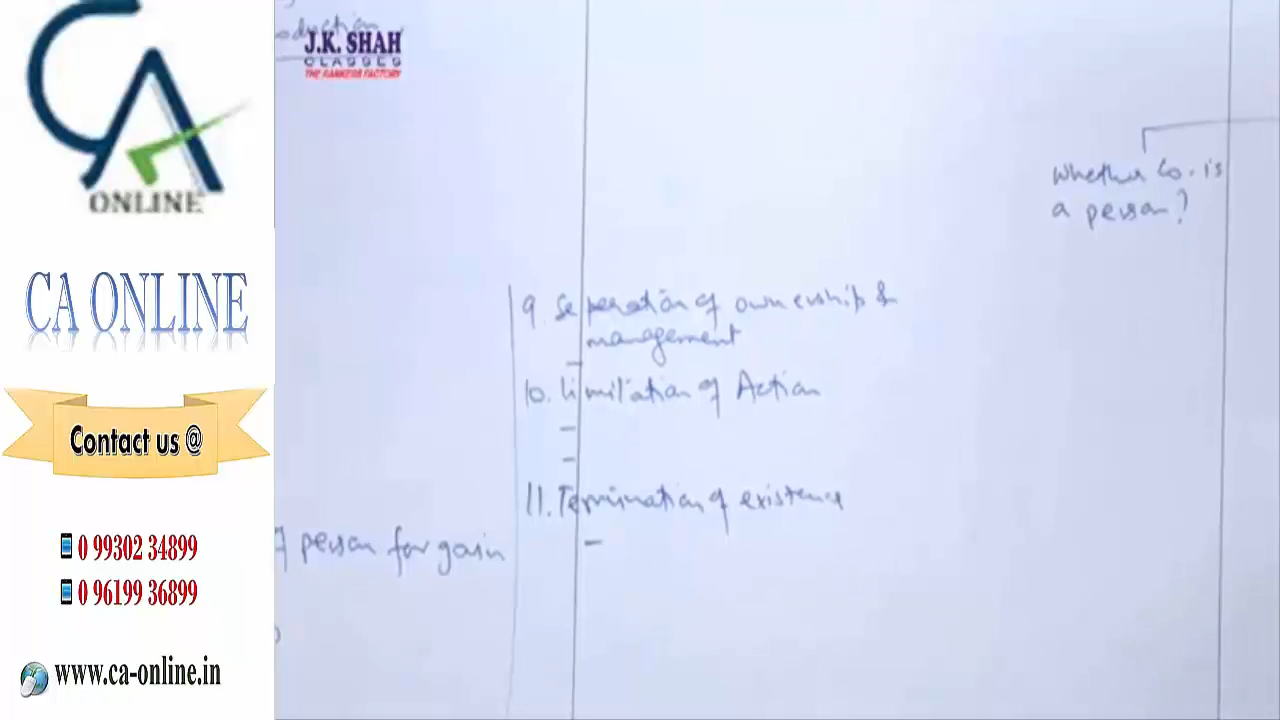 CA
ONLINE
CA ONLINE
Contact us @
0 99302 34899
0 96199 36899
www.ca-online.in
J.K. SHAH
CLASSES
THE RANKERS FACTORY
Whether Co. is
a person?
9. Seperation of ownership &
management
10. Limitation of Action
11. Termination of existence
person for gain